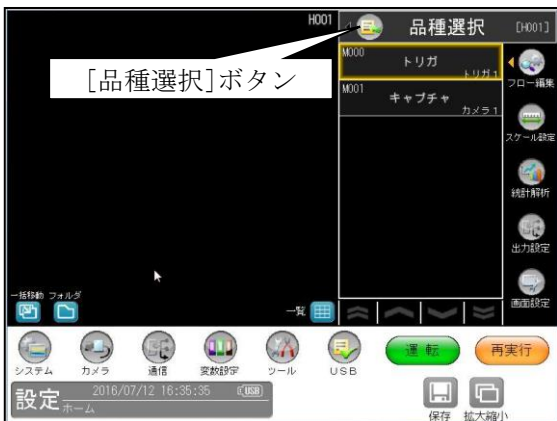 H001
品種選択
[H001]
[品種選択]ボタン
M000
トリガ
トリガ1
M001
キャプチャ
カメラ1
フロー編集
スケール設定
統計解析
出力設定
画面設定
一括移動 フォルダ
一覧
システム カメラ 通信 変数設定 ツール USB
運転 再実行
設定 2016/07/12 16:35:35 USB
ホーム
保存 拡大縮小